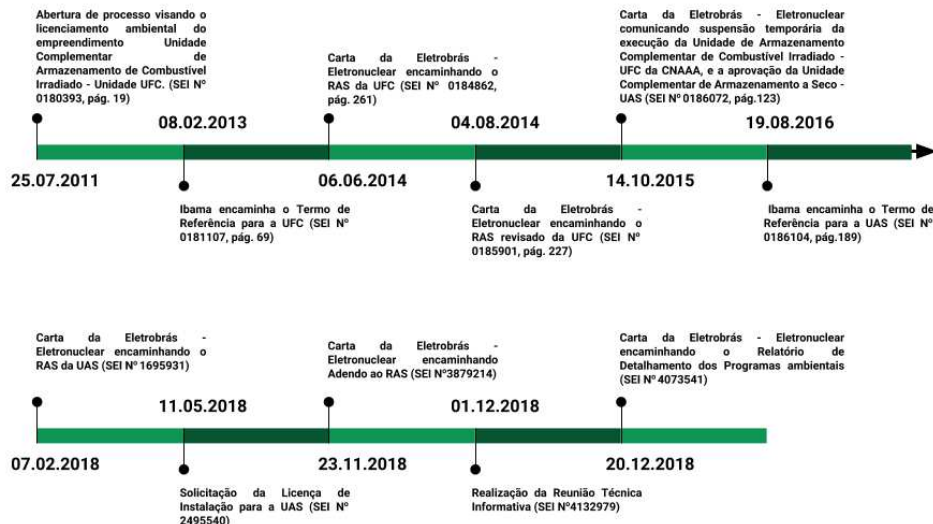 Abertura de processo visando o
licenciamento ambiental do
empreendimento Unidade
Complementar de
Armazenamento de Combustível
Irradiado - Unidade UFC. (SEI Nº
0180393, pág. 19)
Carta da Eletrobrás -
Eletronuclear encaminhando o
RAS da UFC (SEI Nº 0184862,
pág. 261)
Carta da Eletrobrás - Eletronuclear
comunicando suspensão temporária da
execução da Unidade de Armazenamento
Complementar de Combustível Irradiado -
UFC da CNAAA, e a aprovação da Unidade
Complementar de Armazenamento a Seco -
UAS (SEI Nº 0186072, pág.123)
08.02.2013
04.08.2014
19.08.2016
25.07.2011
06.06.2014
14.10.2015
Ibama encaminha o Termo de
Referência para a UFC (SEI Nº
0181107, pág. 69)
Carta da Eletrobrás -
Eletronuclear encaminhando o
RAS revisado da UFC (SEI Nº
0185901, pág. 227)
Ibama encaminha o Termo de
Referência para a UAS (SEI Nº
0186104, pág.189)
Carta da Eletrobrás -
Eletronuclear encaminhando o
RAS da UAS (SEI Nº 1695931)
Carta da Eletrobrás -
Eletronuclear encaminhando
Adendo ao RAS (SEI Nº3879214)
Carta da Eletrobrás - Eletronuclear
encaminhando o Relatório de
Detalhamento dos Programas ambientais
(SEI Nº 4073541)
11.05.2018
01.12.2018
07.02.2018
23.11.2018
20.12.2018
Solicitação da Licença de
Instalação para a UAS (SEI Nº
2495540)
Realização da Reunião Técnica
Informativa (SEI Nº4132979)